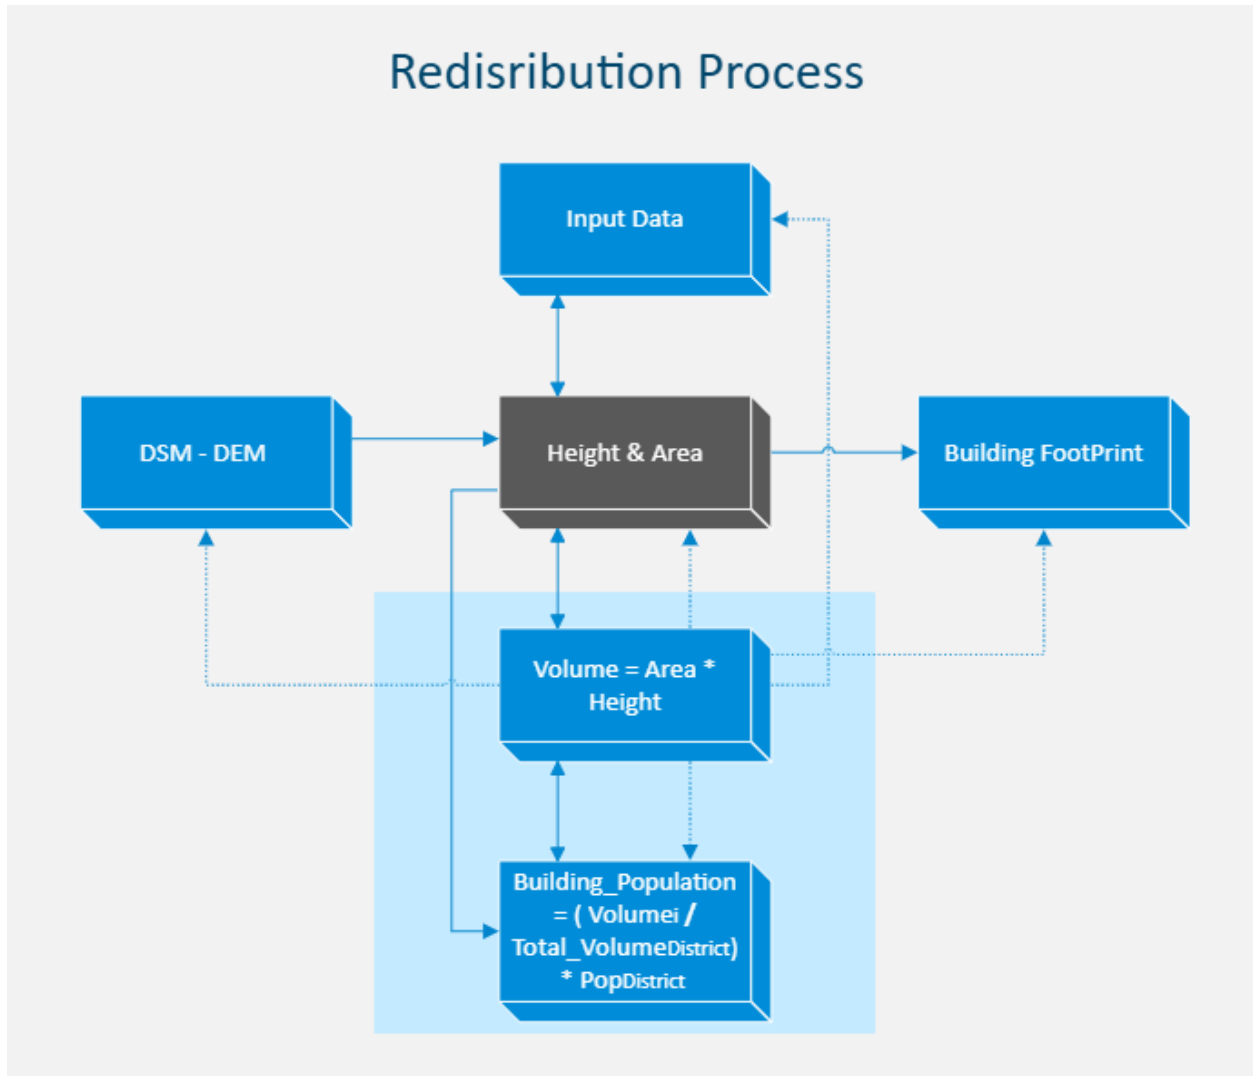 Redisribution Process
Input Data
DSM - DEM
Height & Area
Building FootPrint
Volume = Area *
Height
Building_Population
= ( Volumei /
Total_VolumeDistrict)
* PopDistrict